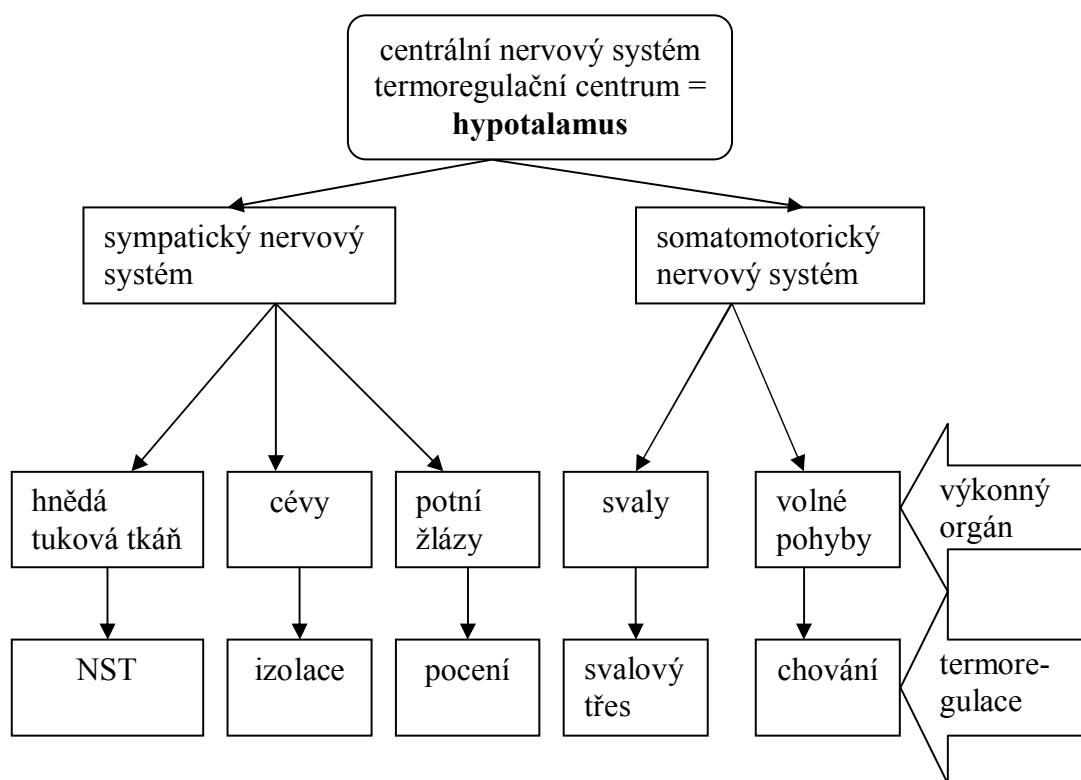 centrální nervový systém
termoregulační centrum =
hypotalamus
sympatický nervový
systém
somatomotorický
nervový systém
hnědá
tuková tkáň
cévy
potní
žlázy
svaly
volné
pohyby
výkonný
orgán
NST
izolace
pocení
svalový
třes
chování
termore-
gulace